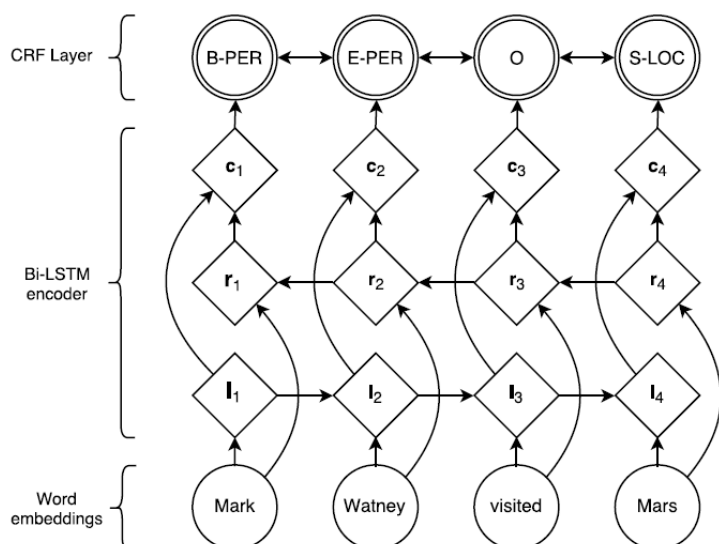 CRF Layer
B-PER E-PER O S-LOC
c1 c2 c3 c4
Bi-LSTM
encoder
r1 r2 r3 r4
l1 l2 l3 l4
Word
embeddings
Mark Watney visited Mars